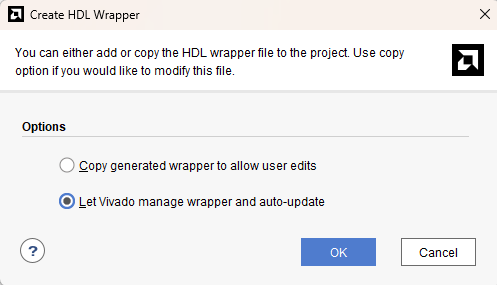 Create HDL Wrapper
You can either add or copy the HDL wrapper file to the project. Use copy
option if you would like to modify this file.
Options
Copy generated wrapper to allow user edits
Let Vivado manage wrapper and auto-update
?
OK
Cancel